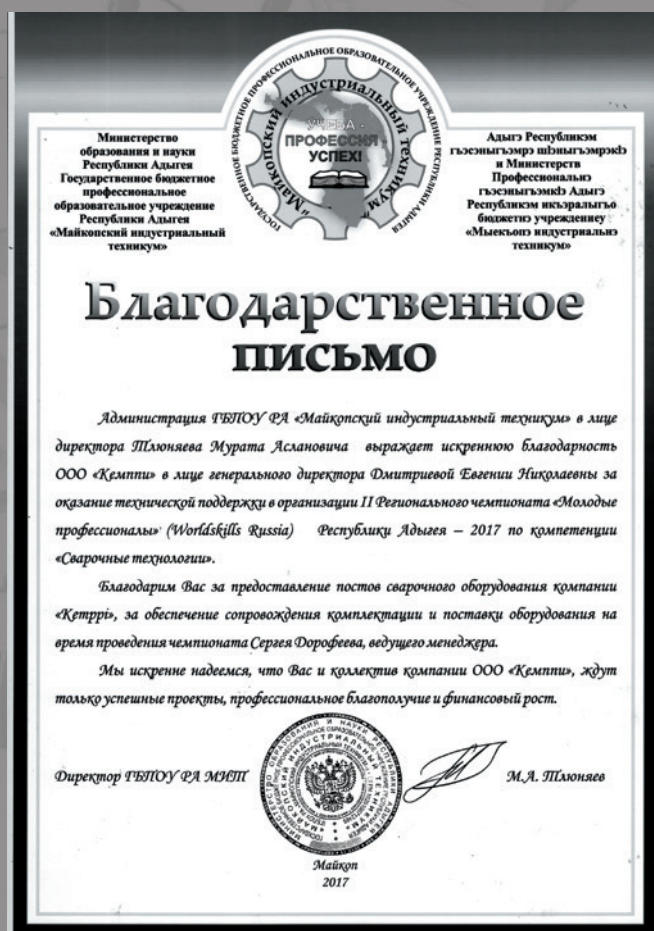 ГОСУДАРСТВЕННОЕ БЮДЖЕТНОЕ ПРОФЕССИОНАЛЬНОЕ ОБРАЗОВАТЕЛЬНОЕ УЧРЕЖДЕНИЕ РЕСПУБЛИКИ АДЫГЕЯ
"Майкопский индустриальный техникум"
УЧЕБА -
ПРОФЕССИЯ
УСПЕХ!
Министерство
образования и науки
Республики Адыгея
Государственное бюджетное
профессиональное
образовательное учреждение
Республики Адыгея
«Майкопский индустриальный
техникум»
Адыгэ Республикэм
гъэсэныгъэмрэ шIэныгъэмрэкIэ
и Министерств
Профессиональнэ
гъэсэныгъэмкIэ Адыгэ
Республикэм икъэралыгъо
бюджетнэ учреждениеу
«Мыекъопэ индустриальнэ
техникум»
Благодарственное
письмо
Администрация ГБПОУ РА «Майкопский индустриальный техникум» в лице
директора Тлюняева Мурата Аслановича выражает искреннюю благодарность
ООО «Кемппи» в лице генерального директора Дмитриевой Евгении Николаевны за
оказание технической поддержки в организации II Регионального чемпионата «Молодые
профессионалы» (Worldskills Russia) Республики Адыгея – 2017 по компетенции
«Сварочные технологии».
Благодарим Вас за предоставление постов сварочного оборудования компании
«Kemppi», за обеспечение сопровождения комплектации и поставки оборудования на
время проведения чемпионата Сергея Дорофеева, ведущего менеджера.
Мы искренне надеемся, что Вас и коллектив компании ООО «Кемппи», ждут
только успешные проекты, профессиональное благополучие и финансовый рост.
Директор ГБПОУ РА МИТ
М.А. Тлюняев
Майкоп
2017